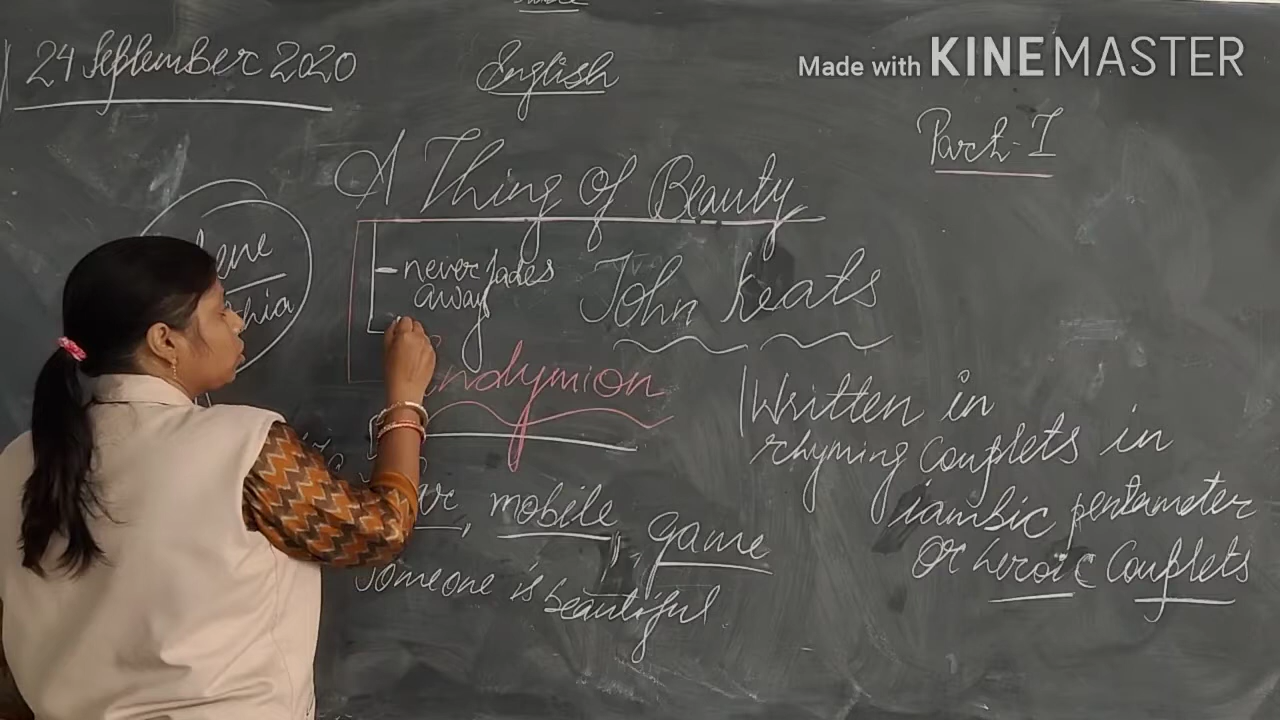 24 September 2020
English
Made with KINEMASTER
Part-I
A Thing of Beauty
- never fades
away
John Keats
Endymion
Written in
rhyming couplets in
iambic pentameter
Or heroic Couplets
mobile, game
Someone is beautiful.